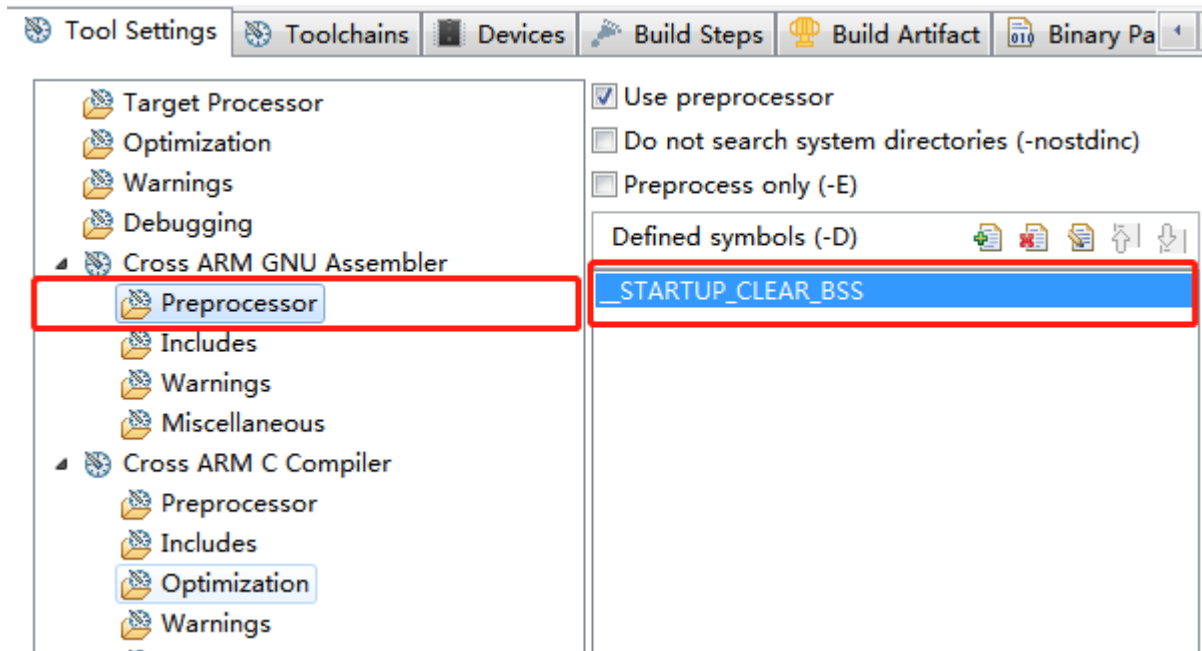 Tool Settings Toolchains Devices Build Steps Build Artifact Binary Pa
Target Processor
Optimization
Warnings
Debugging
Cross ARM GNU Assembler
Preprocessor
Includes
Warnings
Miscellaneous
Cross ARM C Compiler
Preprocessor
Includes
Optimization
Warnings
Use preprocessor
Do not search system directories (-nostdinc)
Preprocess only (-E)
Defined symbols (-D)
__STARTUP_CLEAR_BSS